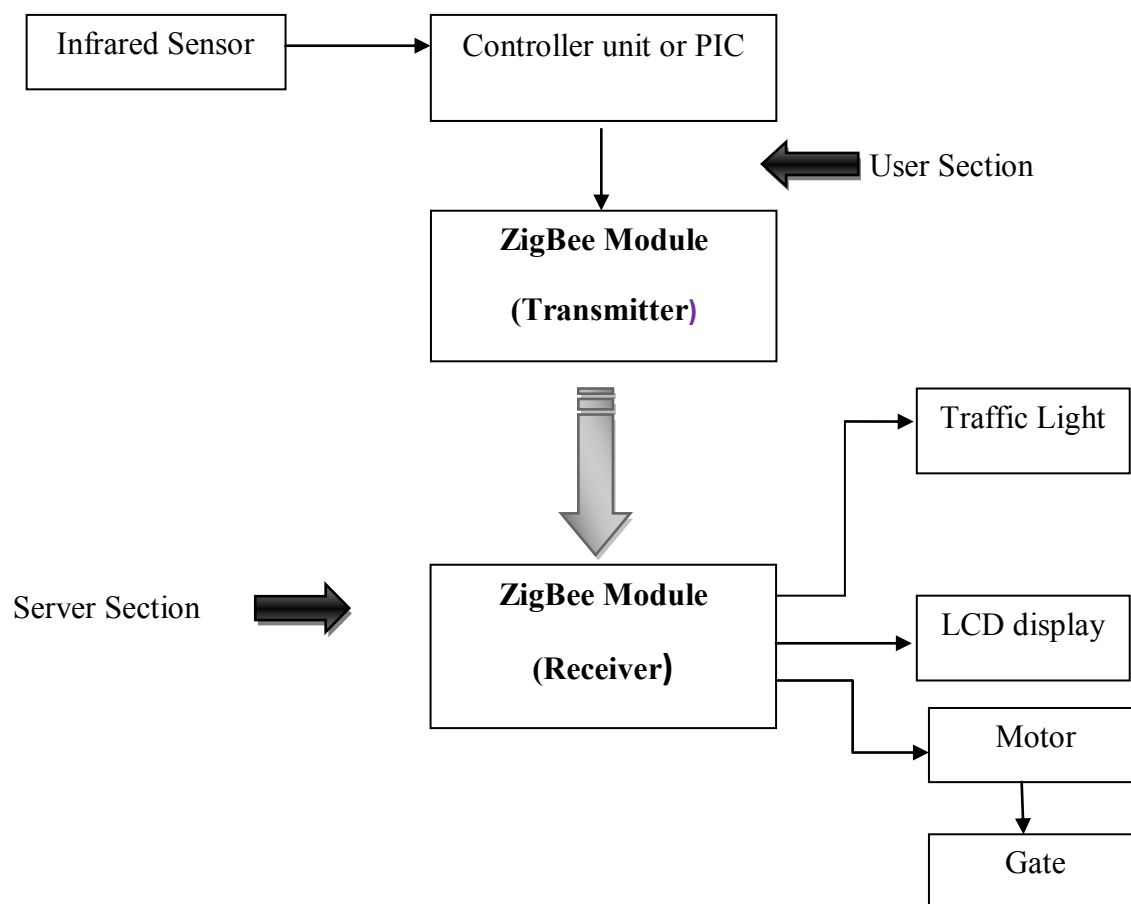 Infrared Sensor
Controller unit or PIC
User Section
ZigBee Module
(Transmitter)
Traffic Light
Server Section
ZigBee Module
(Receiver)
LCD display
Motor
Gate